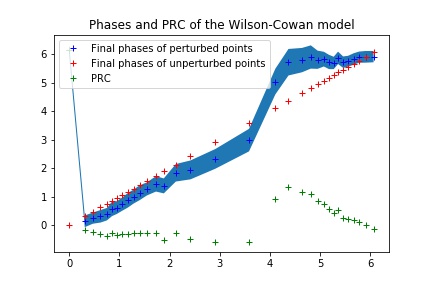 Phases and PRC of the Wilson-Cowan model
Final phases of perturbed points
Final phases of unperturbed points
PRC
6
5
4
3
2
1
0
0 1 2 3 4 5 6